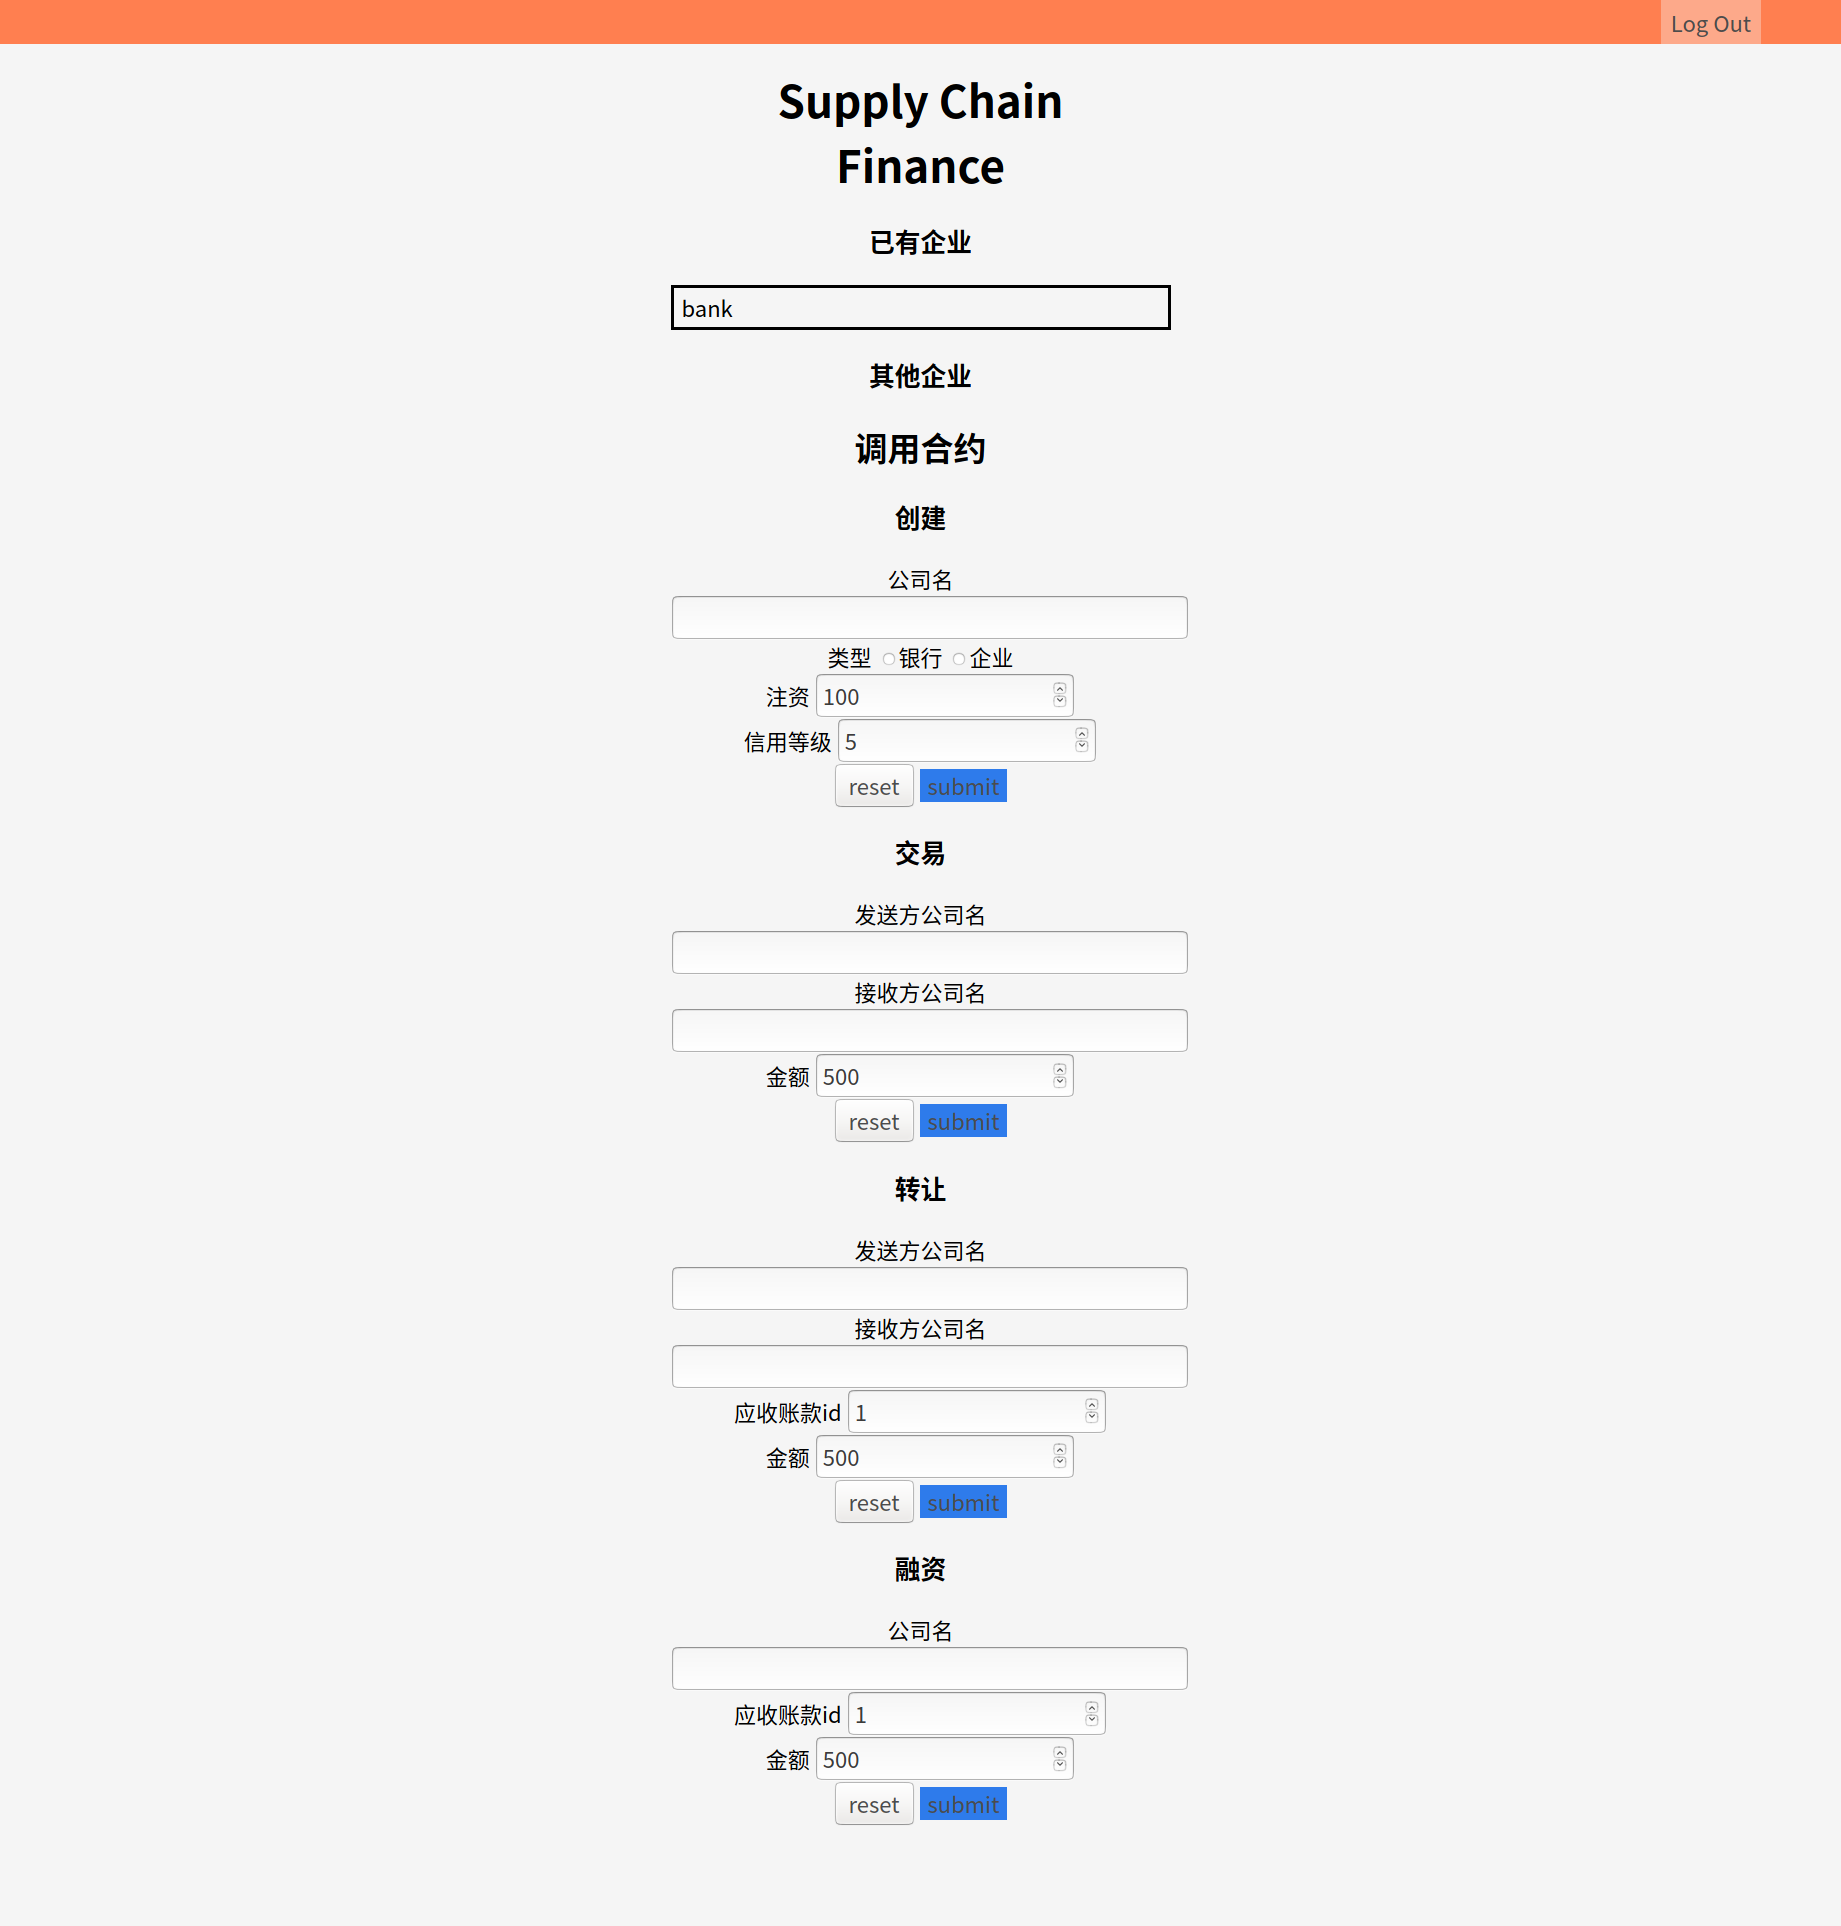 Log Out
Supply Chain
Finance
已有企业
bank
其他企业
调用合约
创建
公司名
类型 银行 企业
注资 100
信用等级 5
reset submit
交易
发送方公司名
接收方公司名
金额 500
reset submit
转让
发送方公司名
接收方公司名
应收账款id 1
金额 500
reset submit
融资
公司名
应收账款id 1
金额 500
reset submit